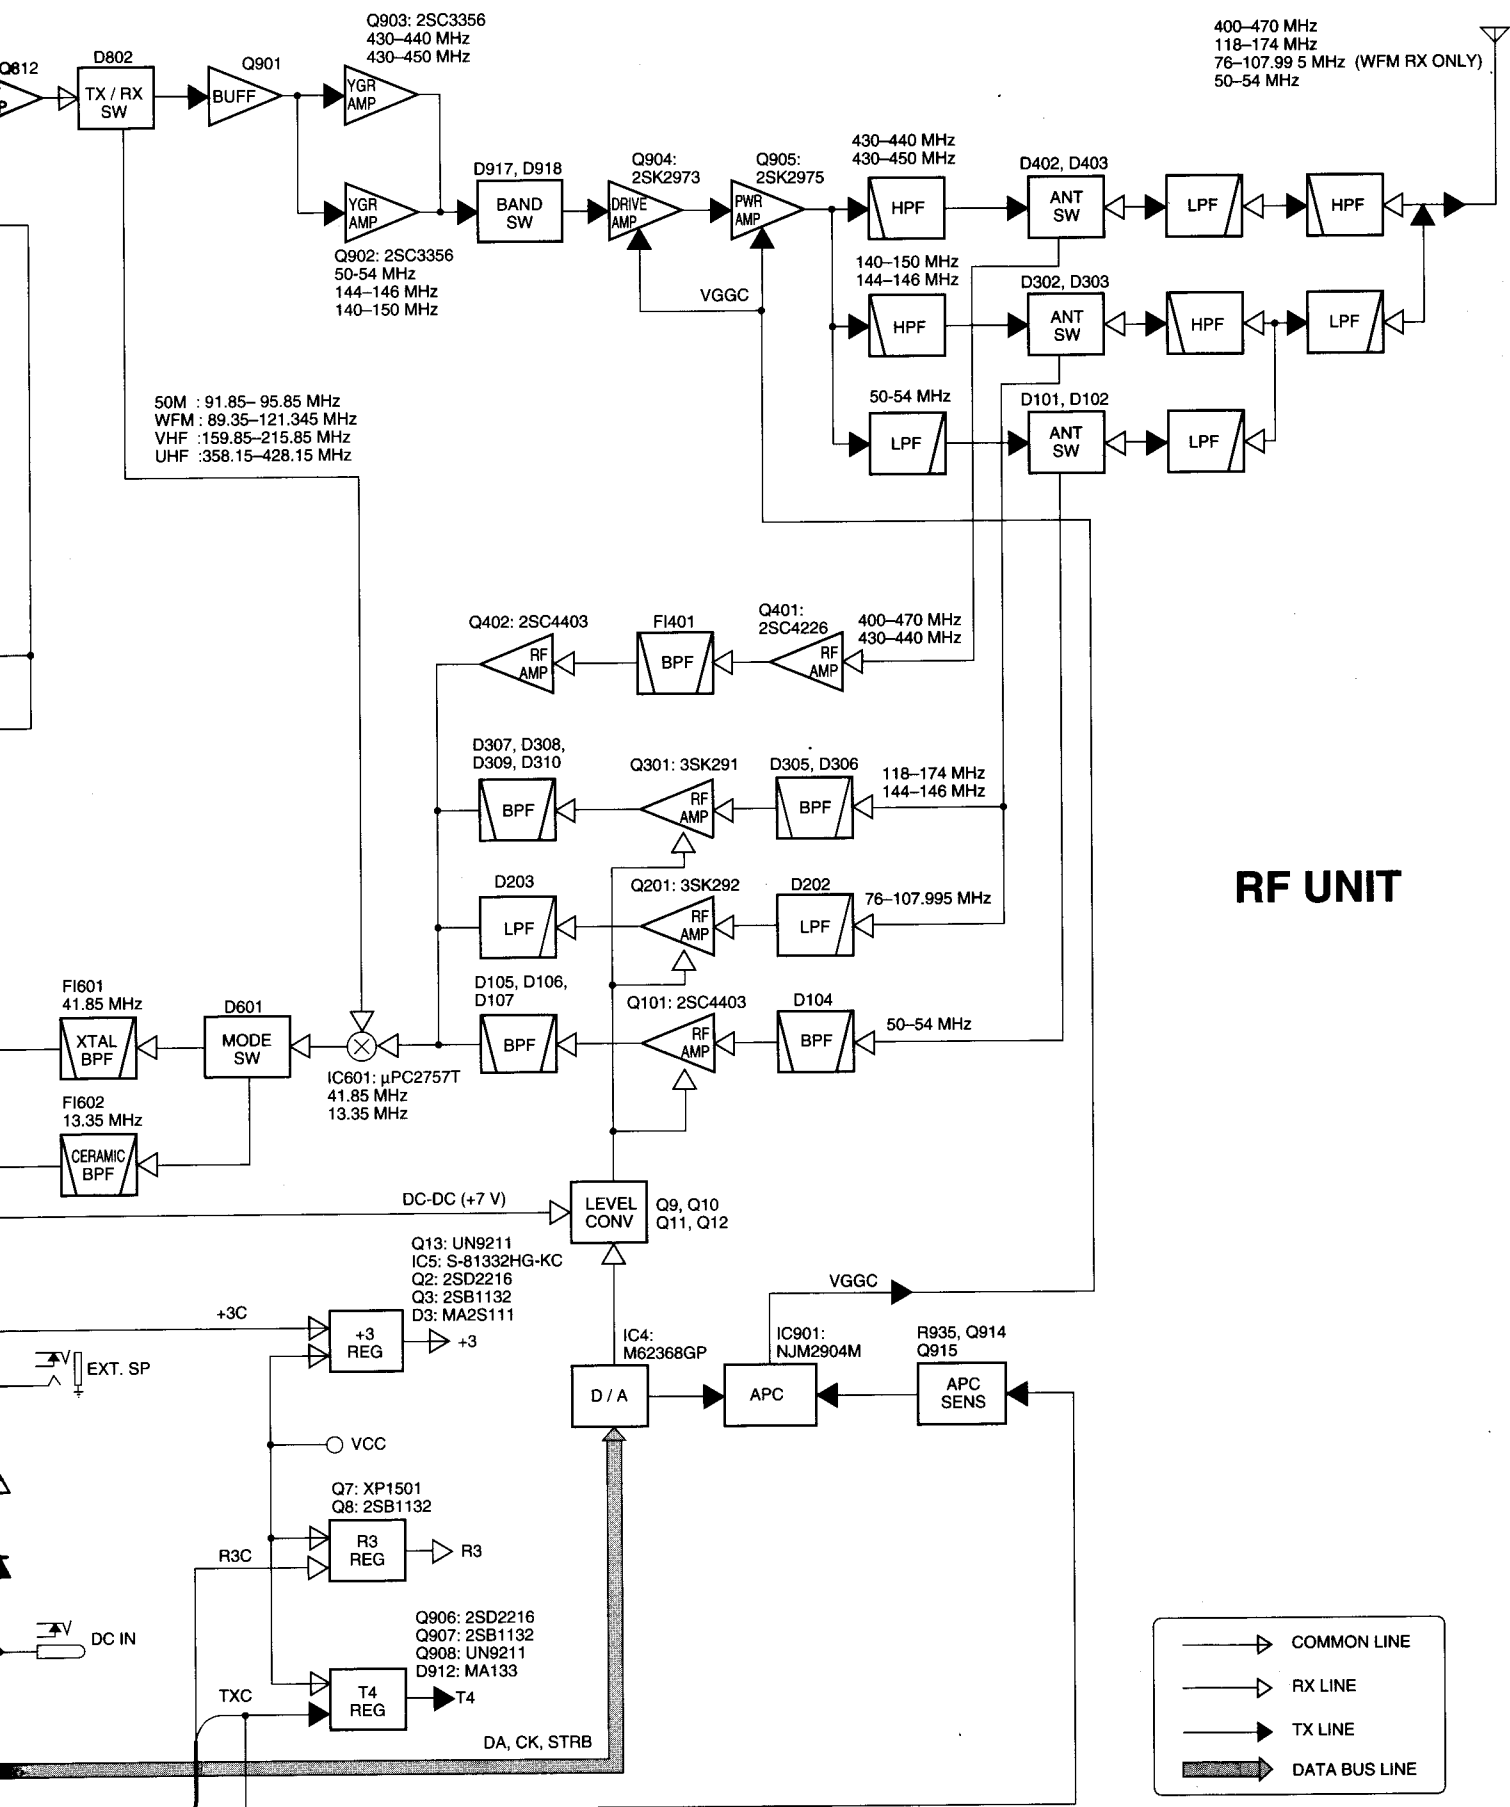 Q903: 2SC3356
430–440 MHz
430–450 MHz
400–470 MHz
118–174 MHz
76–107.99 5 MHz (WFM RX ONLY)
50–54 MHz
Q812
P
D802
TX / RX
SW
Q901
BUFF
YGR
AMP
YGR
AMP
Q902: 2SC3356
50-54 MHz
144–146 MHz
140–150 MHz
D917, D918
BAND
SW
Q904:
2SK2973
DRIVE
AMP
Q905:
2SK2975
PWR
AMP
VGGC
430–440 MHz
430–450 MHz
HPF
D402, D403
ANT
SW
LPF
HPF
140–150 MHz
144–146 MHz
HPF
D302, D303
ANT
SW
HPF
LPF
50-54 MHz
LPF
D101, D102
ANT
SW
LPF
50M : 91.85– 95.85 MHz
WFM : 89.35–121.345 MHz
VHF :159.85–215.85 MHz
UHF :358.15–428.15 MHz
Q402: 2SC4403
RF
AMP
FI401
BPF
Q401:
2SC4226
RF
AMP
400–470 MHz
430–440 MHz
D307, D308,
D309, D310
BPF
Q301: 3SK291
RF
AMP
D305, D306
BPF
118–174 MHz
144–146 MHz
D203
LPF
Q201: 3SK292
RF
AMP
D202
LPF
76–107.995 MHz
RF UNIT
D105, D106,
D107
BPF
Q101: 2SC4403
RF
AMP
D104
BPF
50–54 MHz
FI601
41.85 MHz
XTAL
BPF
D601
MODE
SW
IC601: µPC2757T
41.85 MHz
13.35 MHz
FI602
13.35 MHz
CERAMIC
BPF
DC-DC (+7 V)
LEVEL
CONV
Q9, Q10
Q11, Q12
Q13: UN9211
IC5: S-81332HG-KC
Q2: 2SD2216
Q3: 2SB1132
D3: MA2S111
+3C
+3
REG
+3
EXT. SP
VGGC
IC4:
M62368GP
D / A
IC901:
NJM2904M
APC
R935, Q914
Q915
APC
SENS
VCC
Q7: XP1501
Q8: 2SB1132
R3C
R3
REG
R3
DC IN
Q906: 2SD2216
Q907: 2SB1132
Q908: UN9211
D912: MA133
TXC
T4
REG
T4
DA, CK, STRB
COMMON LINE
RX LINE
TX LINE
DATA BUS LINE